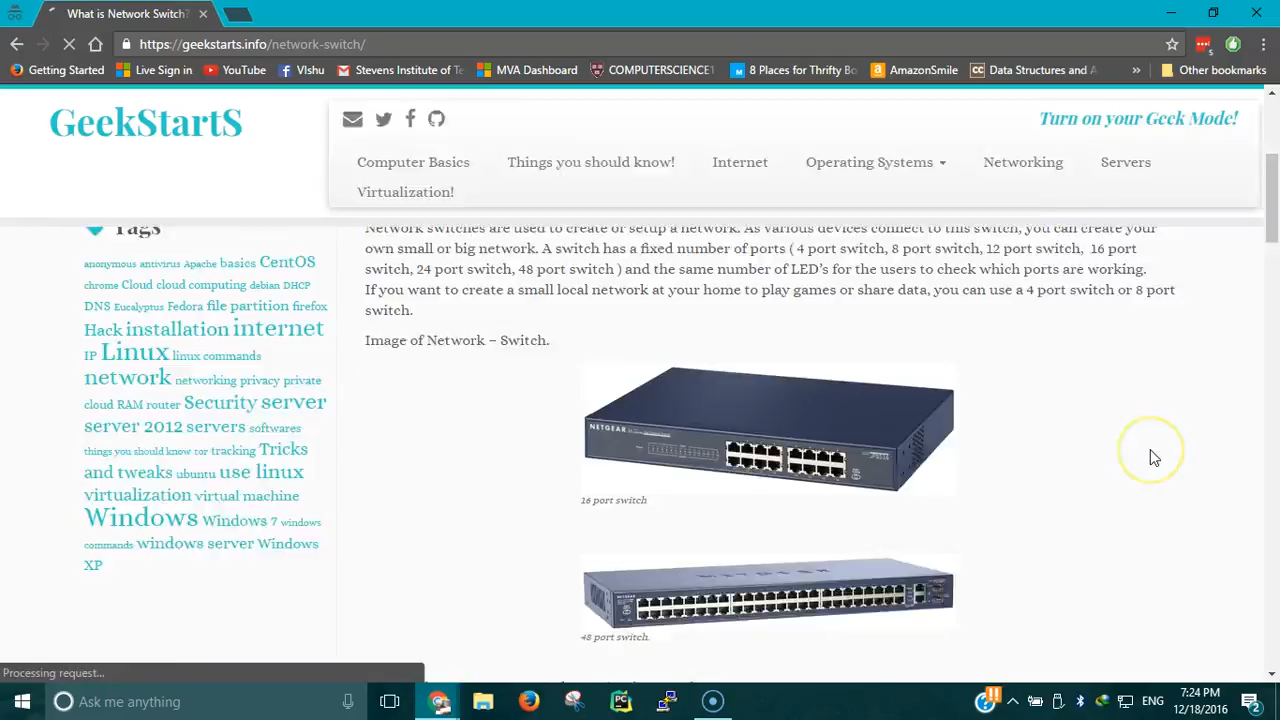 What is Network Switch?
https://geekstarts.info/network-switch/
Getting Started
Live Sign in
YouTube
VIshu
Stevens Institute of Te
MVA Dashboard
COMPUTERSCIENCE
8 Places for Thrifty Bo
AmazonSmile
CC
Data Structures and A
»
Other bookmarks
GeekStartS
Turn on your Geek Mode!
Computer Basics
Things you should know!
Internet
Operating Systems
Networking
Servers
Virtualization!
Tags
anonymous antivirus Apache basics CentOS
chrome Cloud cloud computing debian DHCP
DNS Eucalyptus Fedora file partition firefox
Hack installation internet
IP Linux linux commands
network networking privacy private
cloud RAM router Security server
server 2012 servers softwares
things you should know tor tracking Tricks
and tweaks ubuntu use linux
virtualization virtual machine
Windows Windows 7 windows
commands windows server Windows
XP
Network switches are used to create or setup a network. As various devices connect to this switch, you can create your
own small or big network. A switch has a fixed number of ports ( 4 port switch, 8 port switch, 12 port switch, 16 port
switch, 24 port switch, 48 port switch ) and the same number of LED's for the users to check which ports are working.
If you want to create a small local network at your home to play games or share data, you can use a 4 port switch or 8 port
switch.
Image of Network – Switch.
NETGEAR
16 port switch
NETGEAR
48 port switch.
Processing request...
Ask me anything
ENG
7:24 PM
12/18/2016
2